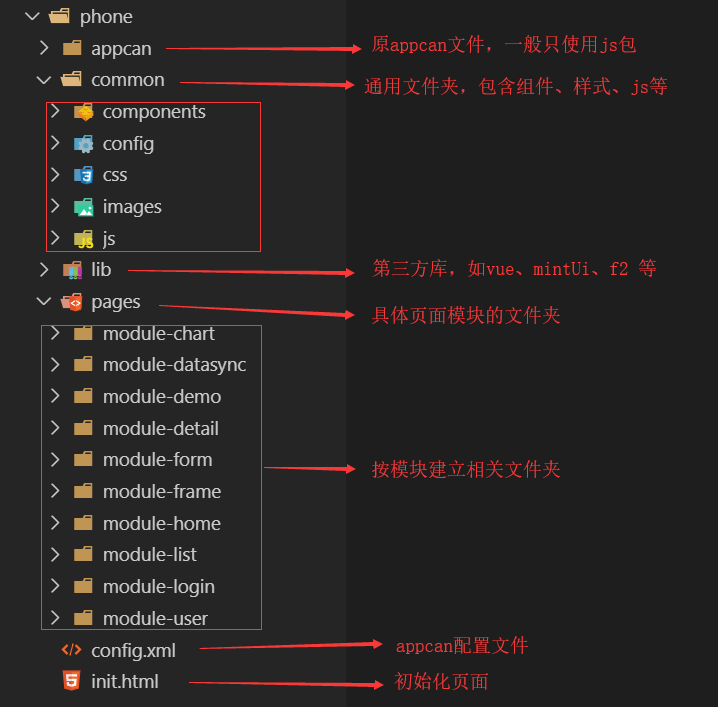 phone
appcan
原appcan文件，一般只使用js包
common
通用文件夹，包含组件、样式、js等
components
config
css
images
js
lib
第三方库，如vue、mintUi、f2 等
pages
具体页面模块的文件夹
module-chart
module-datasync
module-demo
module-detail
module-form
按模块建立相关文件夹
module-frame
module-home
module-list
module-login
module-user
config.xml
appcan配置文件
init.html
初始化页面